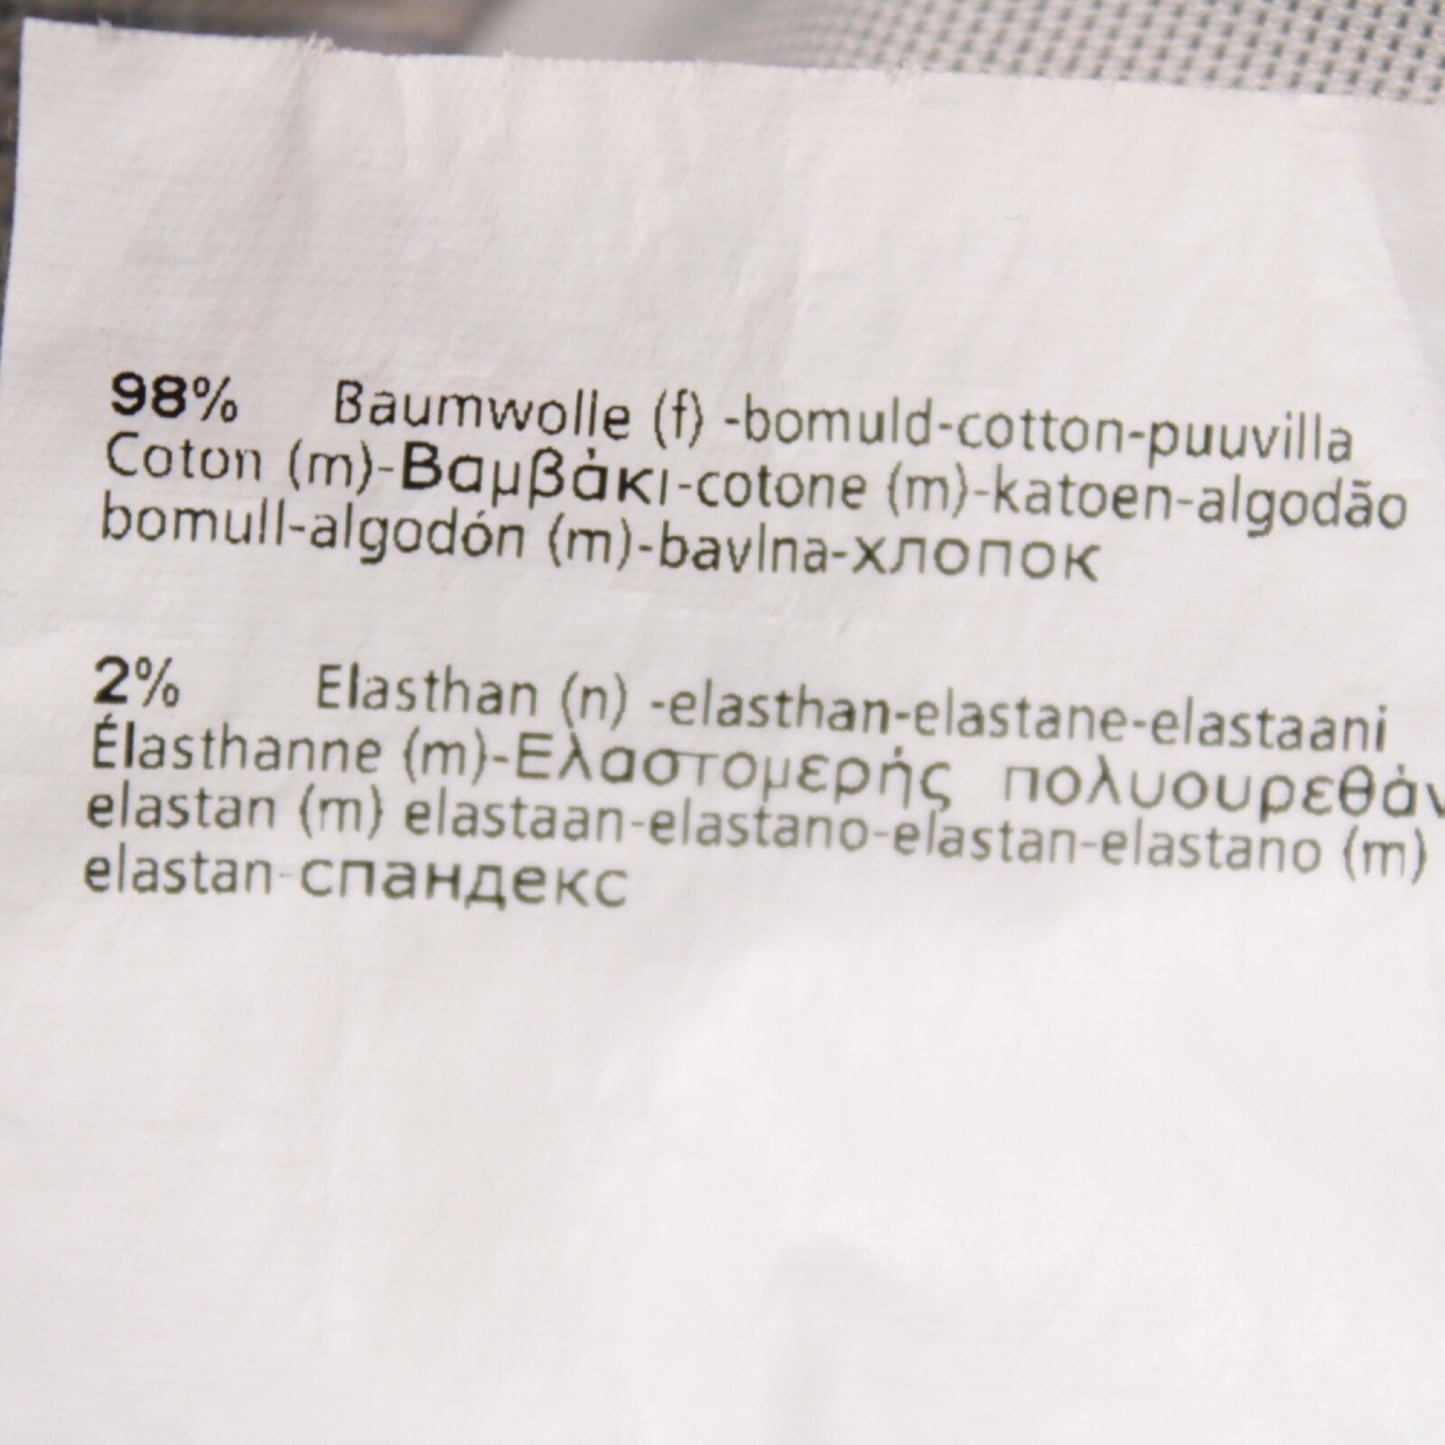 98% Baumwolle (f) -bomuld-cotton-puuvilla
Coton (m)-Βαμβάκι-cotone (m)-katoen-algodão
bomull-algodón (m)-bavlna-хлопок
2% Elasthan (n) -elasthan-elastane-elastaani
Élasthanne (m)-Ελαστομερής πολυουρεθάν
elastan (m) elastaan-elastano-elastan-elastano (m)
elastan-спандекс